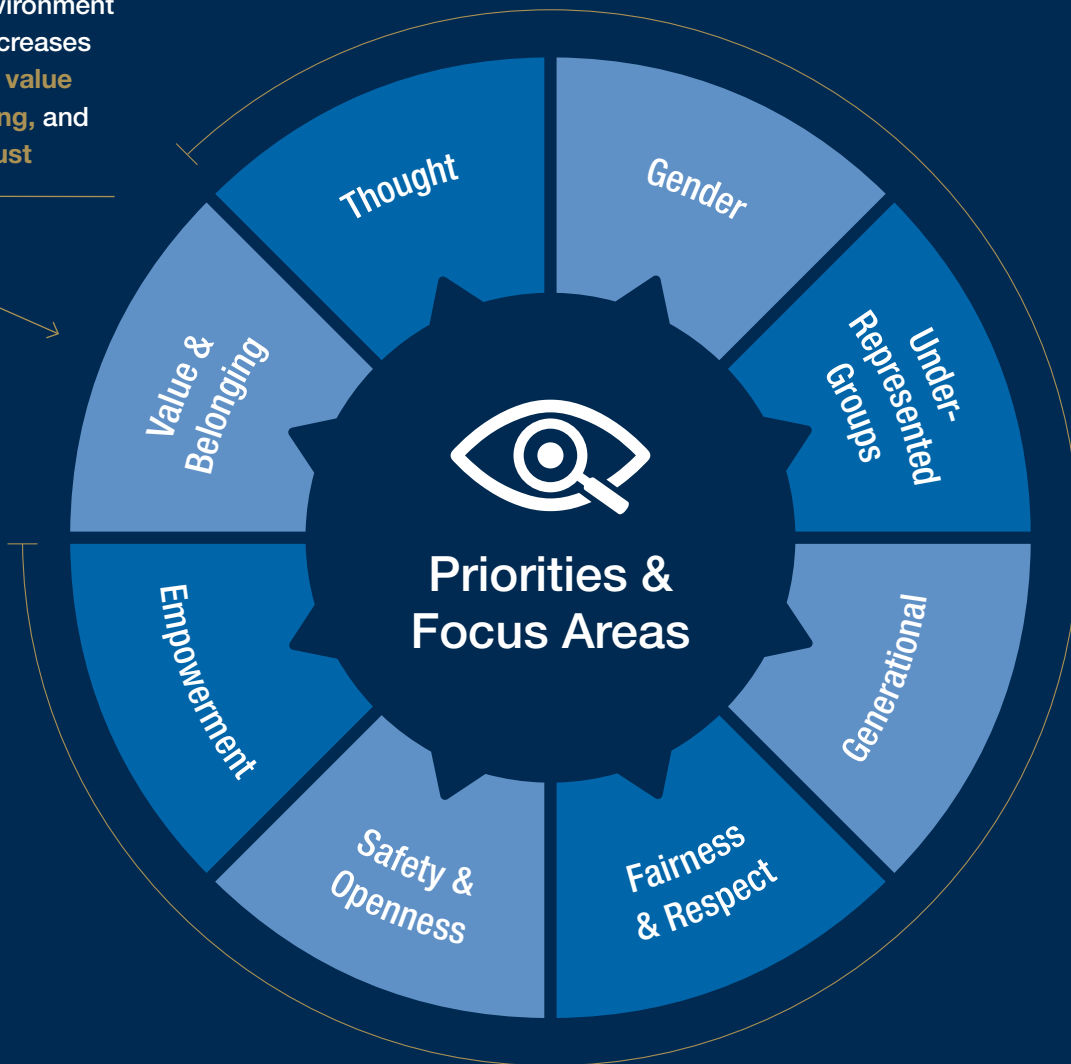 creases
value
and
Thought
Gender
Under-
Represented
Groups
Value &
Belonging
Priorities &
Focus Areas
Empowerment
Generational
Safety &
Openness
Fairness
& Respect